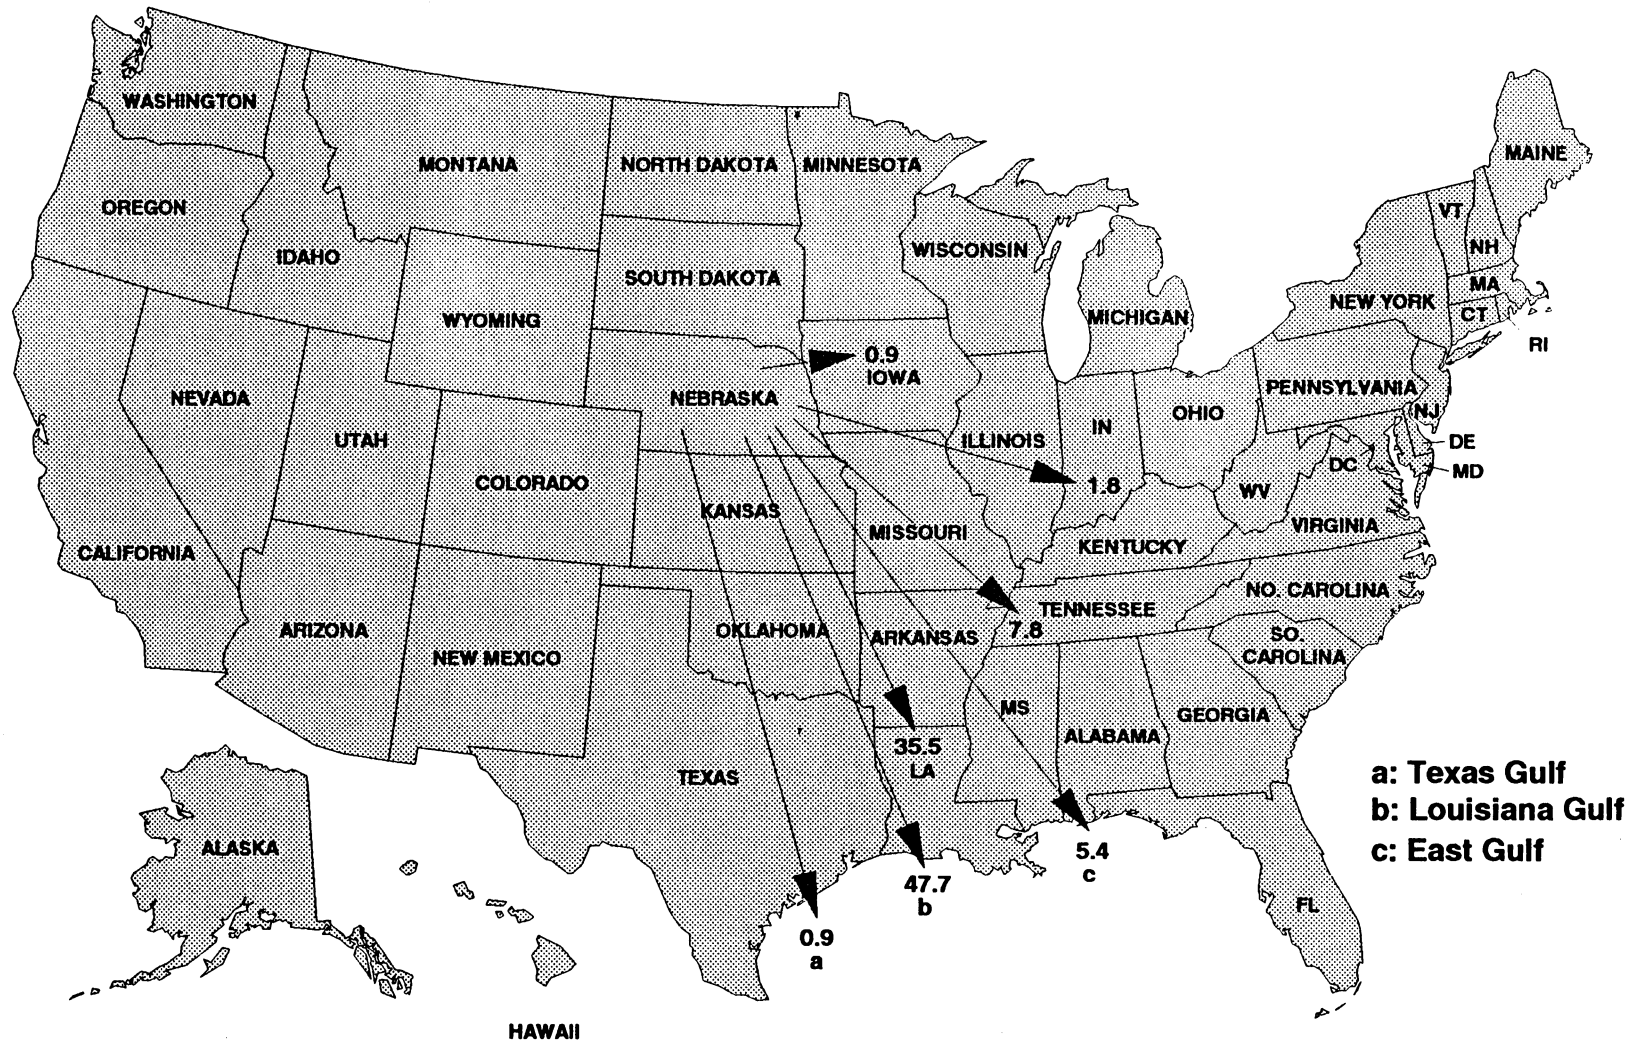 WASHINGTON
MONTANA
NORTH DAKOTA
MINNESOTA
MAINE
OREGON
IDAHO
WISCONSIN
VT
NH
SOUTH DAKOTA
MA
WYOMING
MICHIGAN
NEW YORK
CT
RI
0.9
IOWA
NEVADA
NEBRASKA
PENNSYLVANIA
OHIO
NJ
UTAH
ILLINOIS
IN
DE
DC
MD
COLORADO
1.8
WV
KANSAS
MISSOURI
VIRGINIA
CALIFORNIA
KENTUCKY
NO. CAROLINA
TENNESSEE
7.8
ARIZONA
OKLAHOMA
ARKANSAS
SO.
CAROLINA
NEW MEXICO
MS
GEORGIA
ALABAMA
35.5
LA
TEXAS
a: Texas Gulf
b: Louisiana Gulf
c: East Gulf
ALASKA
5.4
c
47.7
b
FL
0.9
a
HAWAII